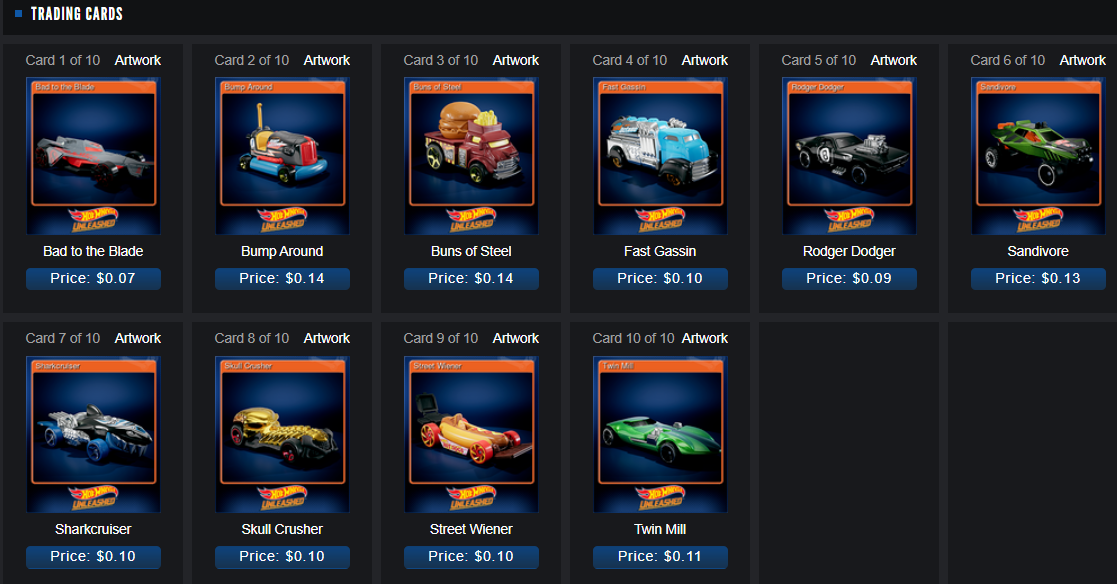 TRADING CARDS
Card 1 of 10 Artwork
Bad to the Blade
HOT WHEELS
UNLEASHED
Bad to the Blade
Price: $0.07
Card 2 of 10 Artwork
Bump Around
HOT WHEELS
UNLEASHED
Bump Around
Price: $0.14
Card 3 of 10 Artwork
Buns of Steel
HOT WHEELS
UNLEASHED
Buns of Steel
Price: $0.14
Card 4 of 10 Artwork
Fast Gassin
HOT WHEELS
UNLEASHED
Fast Gassin
Price: $0.10
Card 5 of 10 Artwork
Rodger Dodger
HOT WHEELS
UNLEASHED
Rodger Dodger
Price: $0.09
Card 6 of 10 Artwork
Sandivore
HOT WHEELS
UNLEASHED
Sandivore
Price: $0.13
Card 7 of 10 Artwork
Sharkcruiser
HOT WHEELS
UNLEASHED
Sharkcruiser
Price: $0.10
Card 8 of 10 Artwork
Skull Crusher
HOT WHEELS
UNLEASHED
Skull Crusher
Price: $0.10
Card 9 of 10 Artwork
Street Wiener
HOT WHEELS
UNLEASHED
Street Wiener
Price: $0.10
Card 10 of 10 Artwork
Twin Mill
HOT WHEELS
UNLEASHED
Twin Mill
Price: $0.11